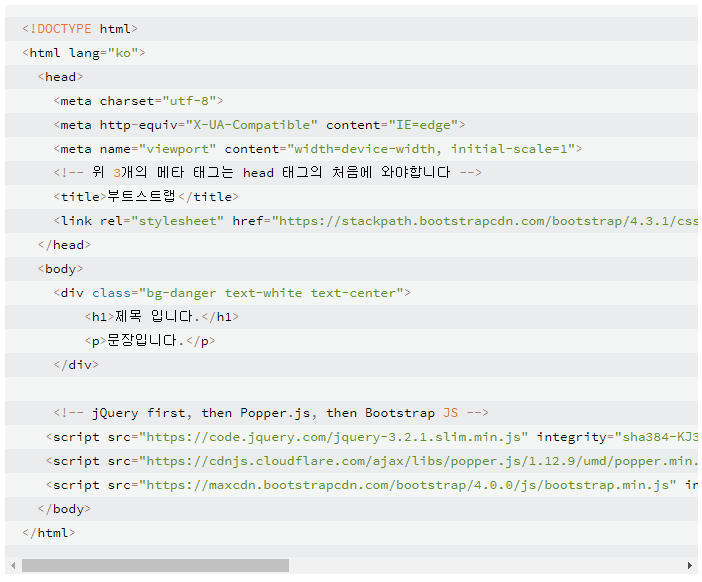 <!DOCTYPE html>
<html lang="ko">
<head>
<meta charset="utf-8">
<meta http-equiv="X-UA-Compatible" content="IE=edge">
<meta name="viewport" content="width=device-width, initial-scale=1">
<!-- 위 3개의 메타 태그는 head 태그의 처음에 와야합니다 -->
<title>부트스트랩</title>
<link rel="stylesheet" href="https://stackpath.bootstrapcdn.com/bootstrap/4.3.1/css
</head>
<body>
<div class="bg-danger text-white text-center">
<h1>제목 입니다.</h1>
<p>문장입니다.</p>
</div>
<!-- jQuery first, then Popper.js, then Bootstrap JS -->
<script src="https://code.jquery.com/jquery-3.2.1.slim.min.js" integrity="sha384-KJ3
<script src="https://cdnjs.cloudflare.com/ajax/libs/popper.js/1.12.9/umd/popper.min.
<script src="https://maxcdn.bootstrapcdn.com/bootstrap/4.0.0/js/bootstrap.min.js" in
</body>
</html>